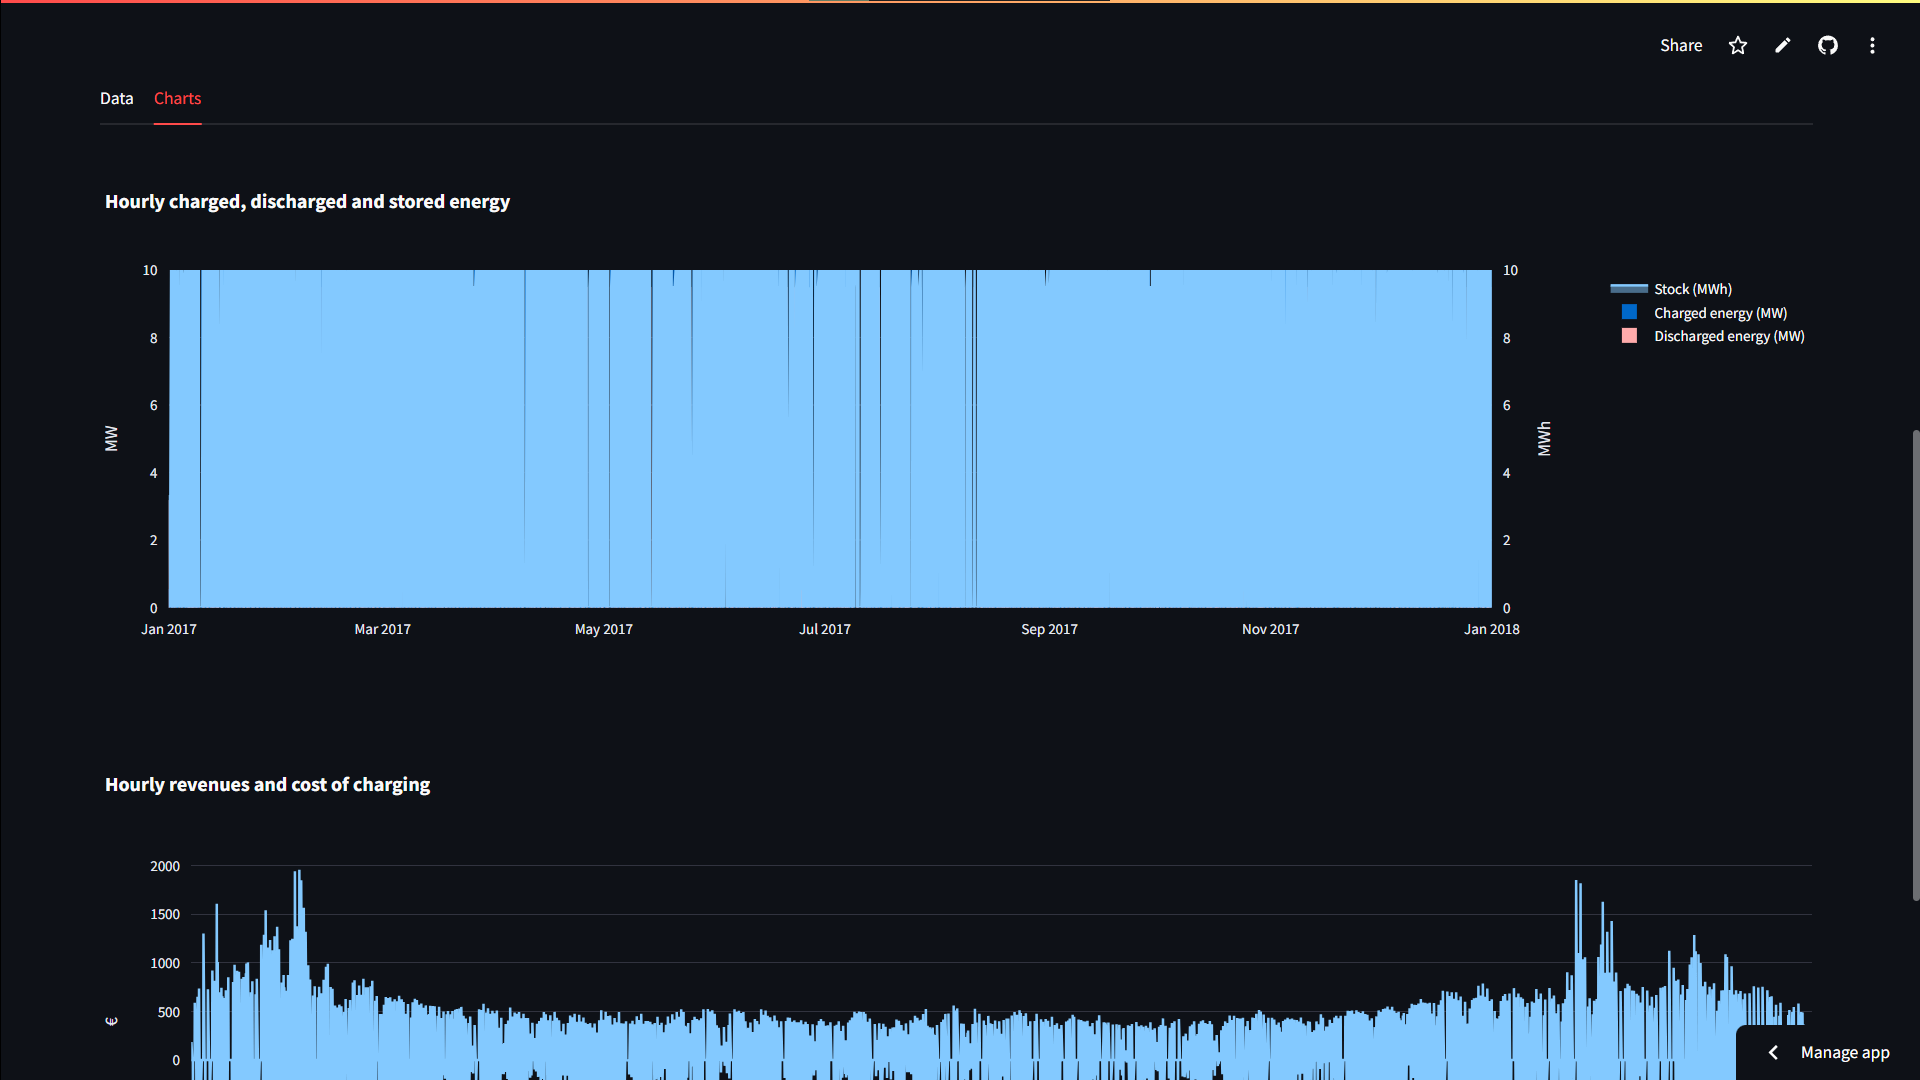 Share
Data Charts
Hourly charged, discharged and stored energy
10
8
6
4
2
0
MW
10
8
6
4
2
0
MWh
Jan 2017 Mar 2017 May 2017 Jul 2017 Sep 2017 Nov 2017 Jan 2018
Stock (MWh)
Charged energy (MW)
Discharged energy (MW)
Hourly revenues and cost of charging
2000
1500
1000
500
0
€
Manage app